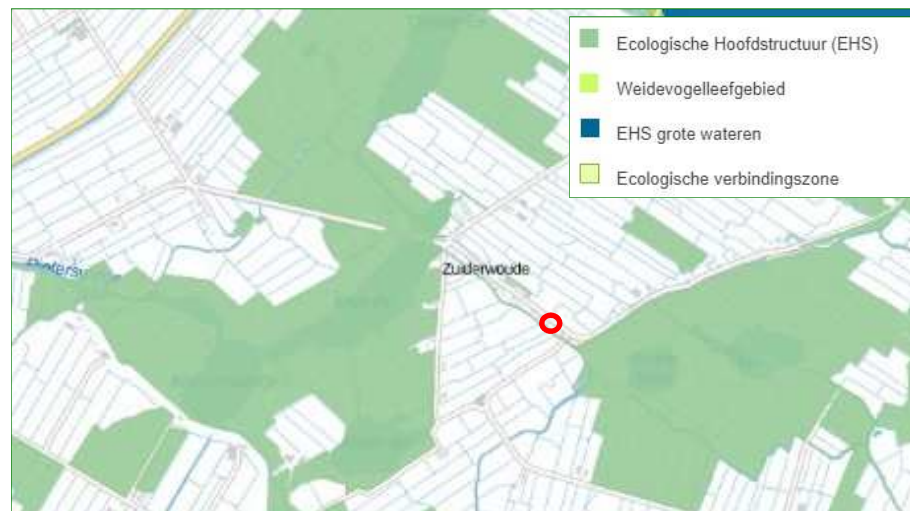 Ecologische Hoofdstructuur (EHS)
Weidevogelleefgebied
EHS grote wateren
Ecologische verbindingszone
Zuiderwoude